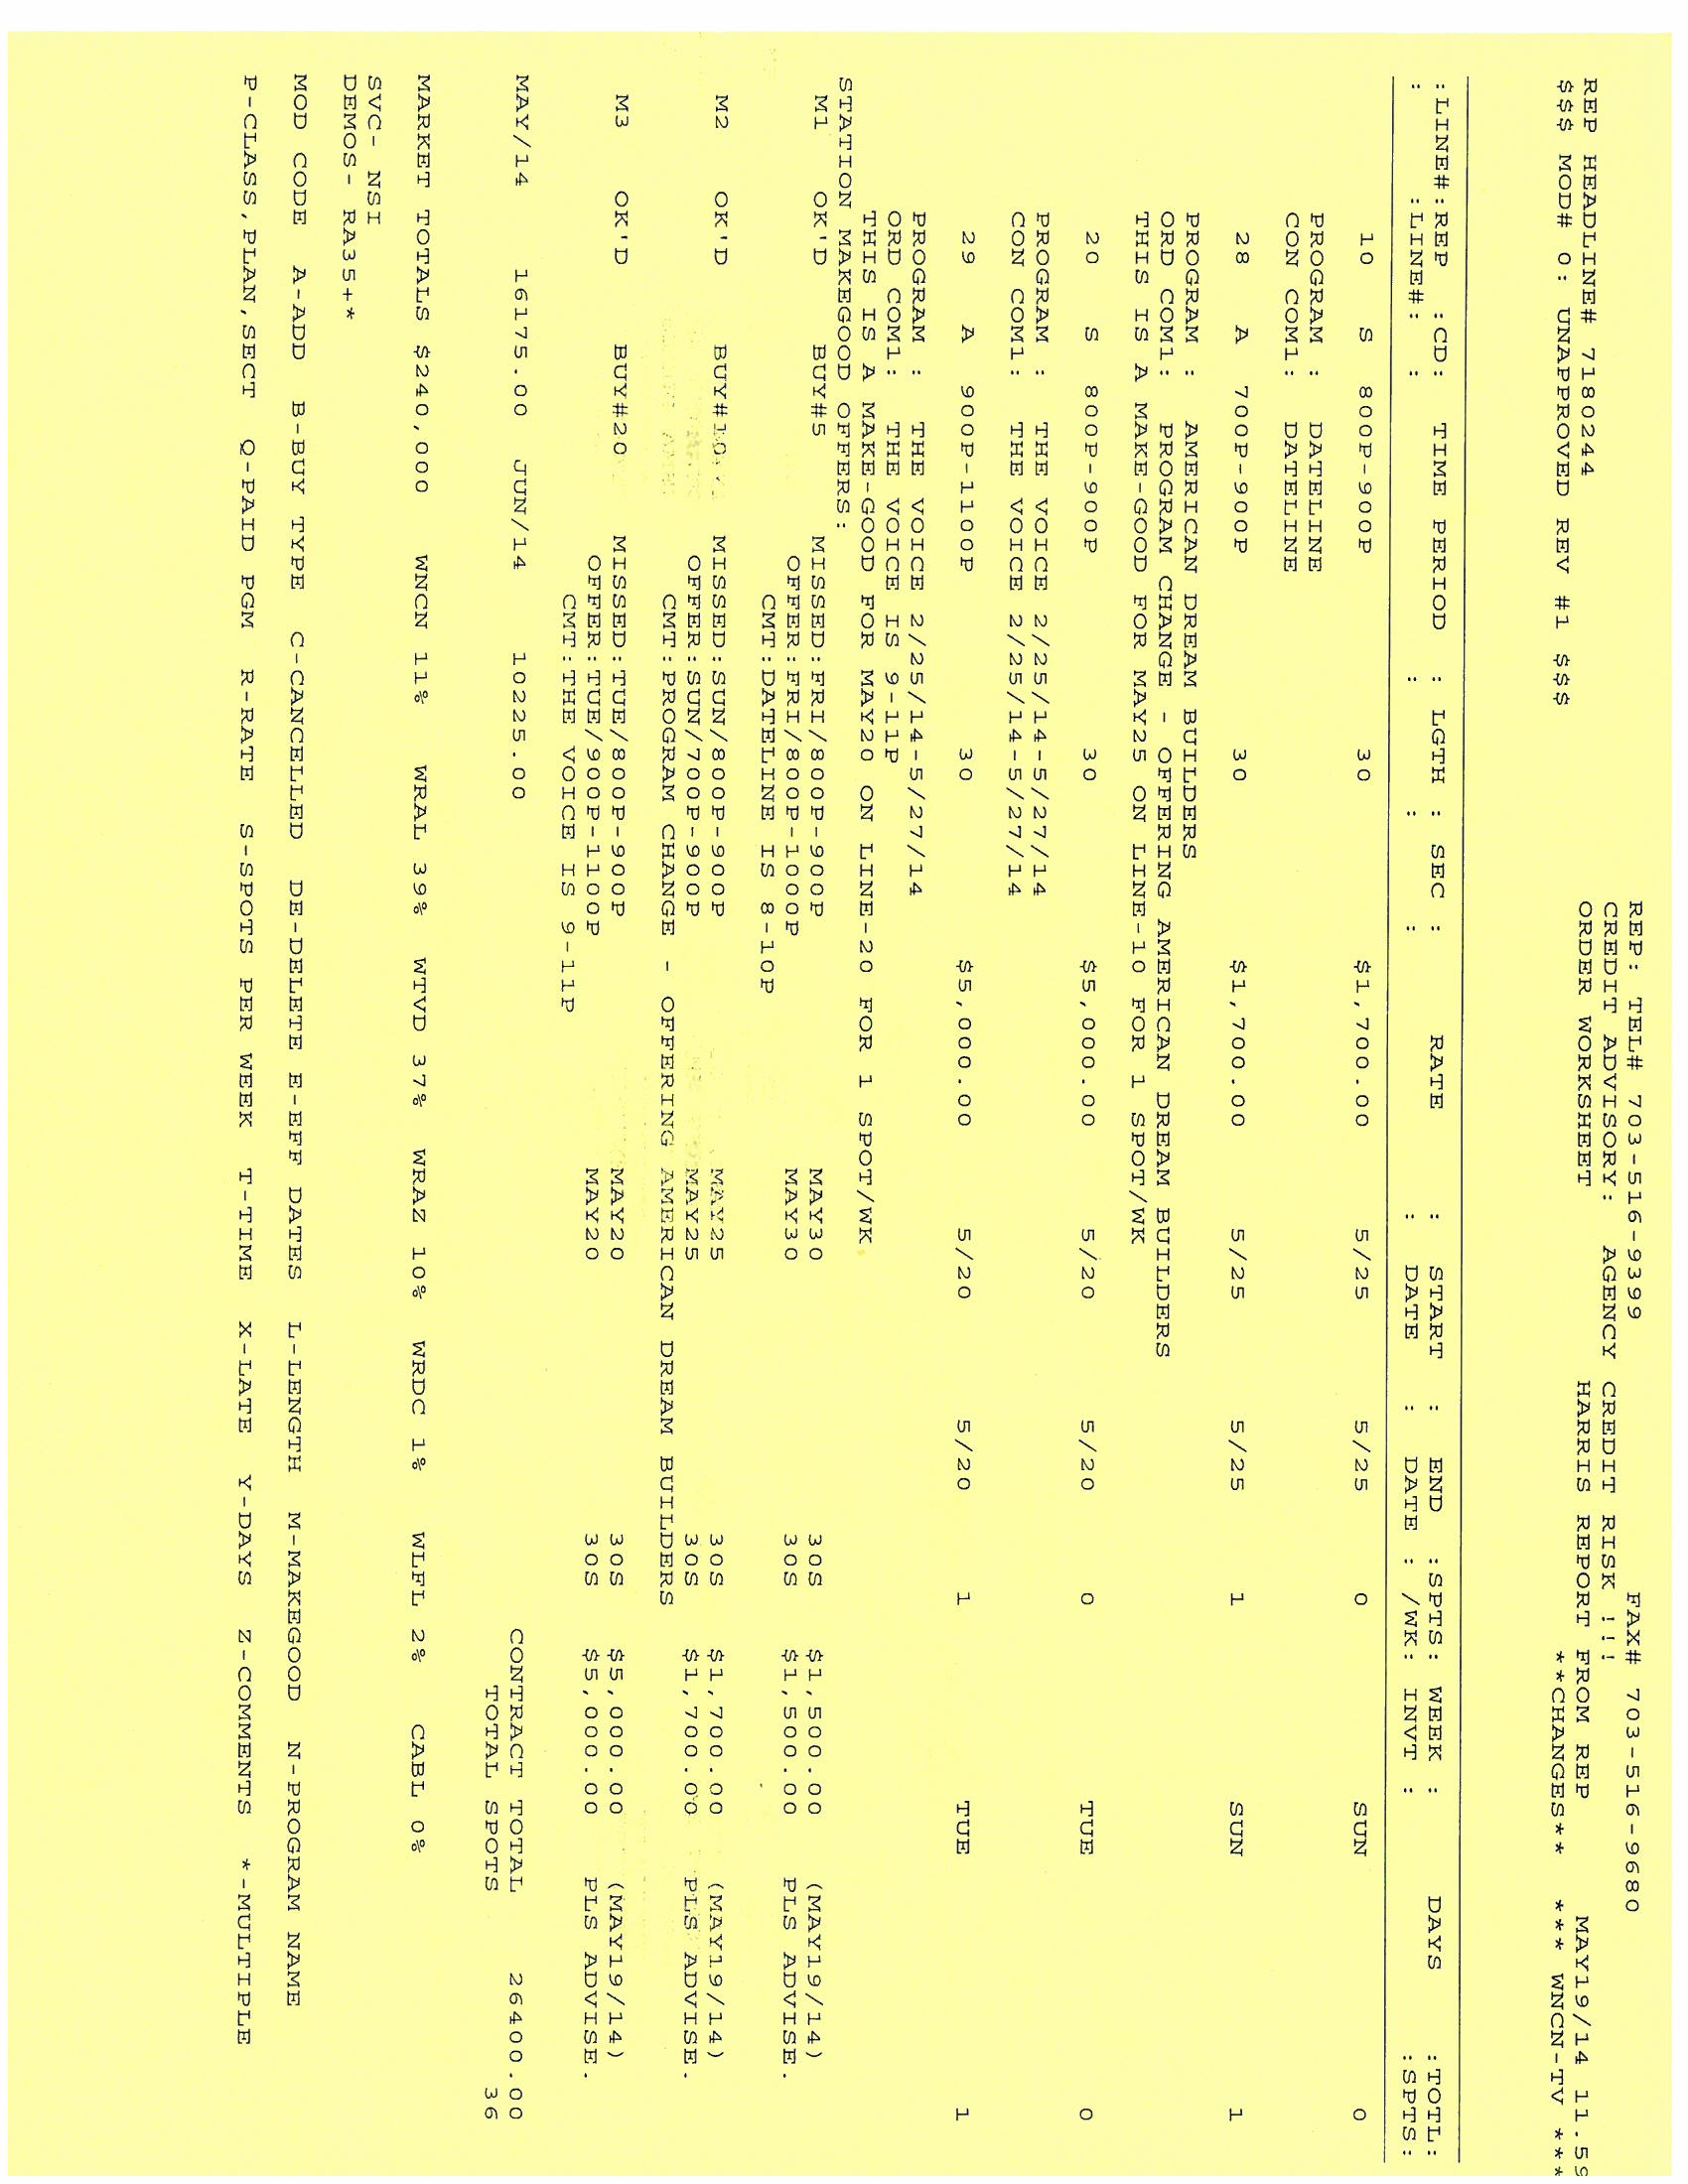 REP: TEL# 703-516-9399 FAX# 703-516-9680
CREDIT ADVISORY: AGENCY CREDIT RISK !!!
REP HEADLINE# 7180244 ORDER WORKSHEET HARRIS REPORT FROM REP MAY19/14 11.59
$$$ MOD# 0: UNAPPROVED REV #1 $$$ **CHANGES** *** WNCN-TV ***
:LINE#:REP :CD: TIME PERIOD : LGTH : SEC : RATE : START : END :SPTS: WEEK : DAYS :TOTL:
: :LINE#: : : : : : DATE : DATE : /WK: INVT : :SPTS:
10 S 800P-900P 30 $1,700.00 5/25 5/25 0 SUN 0
PROGRAM : DATELINE
CON COM1: DATELINE
28 A 700P-900P 30 $1,700.00 5/25 5/25 1 SUN 1
PROGRAM : AMERICAN DREAM BUILDERS
ORD COM1: PROGRAM CHANGE - OFFERING AMERICAN DREAM BUILDERS
THIS IS A MAKE-GOOD FOR MAY25 ON LINE-10 FOR 1 SPOT/WK
20 S 800P-900P 30 $5,000.00 5/20 5/20 0 TUE 0
PROGRAM : THE VOICE 2/25/14-5/27/14
CON COM1: THE VOICE 2/25/14-5/27/14
29 A 900P-1100P 30 $5,000.00 5/20 5/20 1 TUE 1
PROGRAM : THE VOICE 2/25/14-5/27/14
ORD COM1: THE VOICE IS 9-11P
THIS IS A MAKE-GOOD FOR MAY20 ON LINE-20 FOR 1 SPOT/WK
STATION MAKEGOOD OFFERS:
M1 OK'D BUY#5 MISSED:FRI/800P-900P MAY30 30S $1,500.00 (MAY19/14)
OFFER:FRI/800P-1000P MAY30 30S $1,500.00 PLS ADVISE.
CMT:DATELINE IS 8-10P
M2 OK'D BUY#10 MISSED:SUN/800P-900P MAY25 30S $1,700.00 (MAY19/14)
OFFER:SUN/700P-900P MAY25 30S $1,700.00 PLS ADVISE.
CMT:PROGRAM CHANGE - OFFERING AMERICAN DREAM BUILDERS
M3 OK'D BUY#20 MISSED:TUE/800P-900P MAY20 30S $5,000.00 (MAY19/14)
OFFER:TUE/900P-1100P MAY20 30S $5,000.00 PLS ADVISE.
CMT:THE VOICE IS 9-11P
MAY/14 16175.00 JUN/14 10225.00 CONTRACT TOTAL 26400.00
TOTAL SPOTS 36
MARKET TOTALS $240,000 WNCN 11% WRAL 39% WTVD 37% WRAZ 10% WRDC 1% WLFL 2% CABL 0%
SVC- NSI
DEMOS- RA35+*
MOD CODE A-ADD B-BUY TYPE C-CANCELLED DE-DELETE E-EFF DATES L-LENGTH M-MAKEGOOD N-PROGRAM NAME
P-CLASS,PLAN,SECT Q-PAID PGM R-RATE S-SPOTS PER WEEK T-TIME X-LATE Y-DAYS Z-COMMENTS *-MULTIPLE